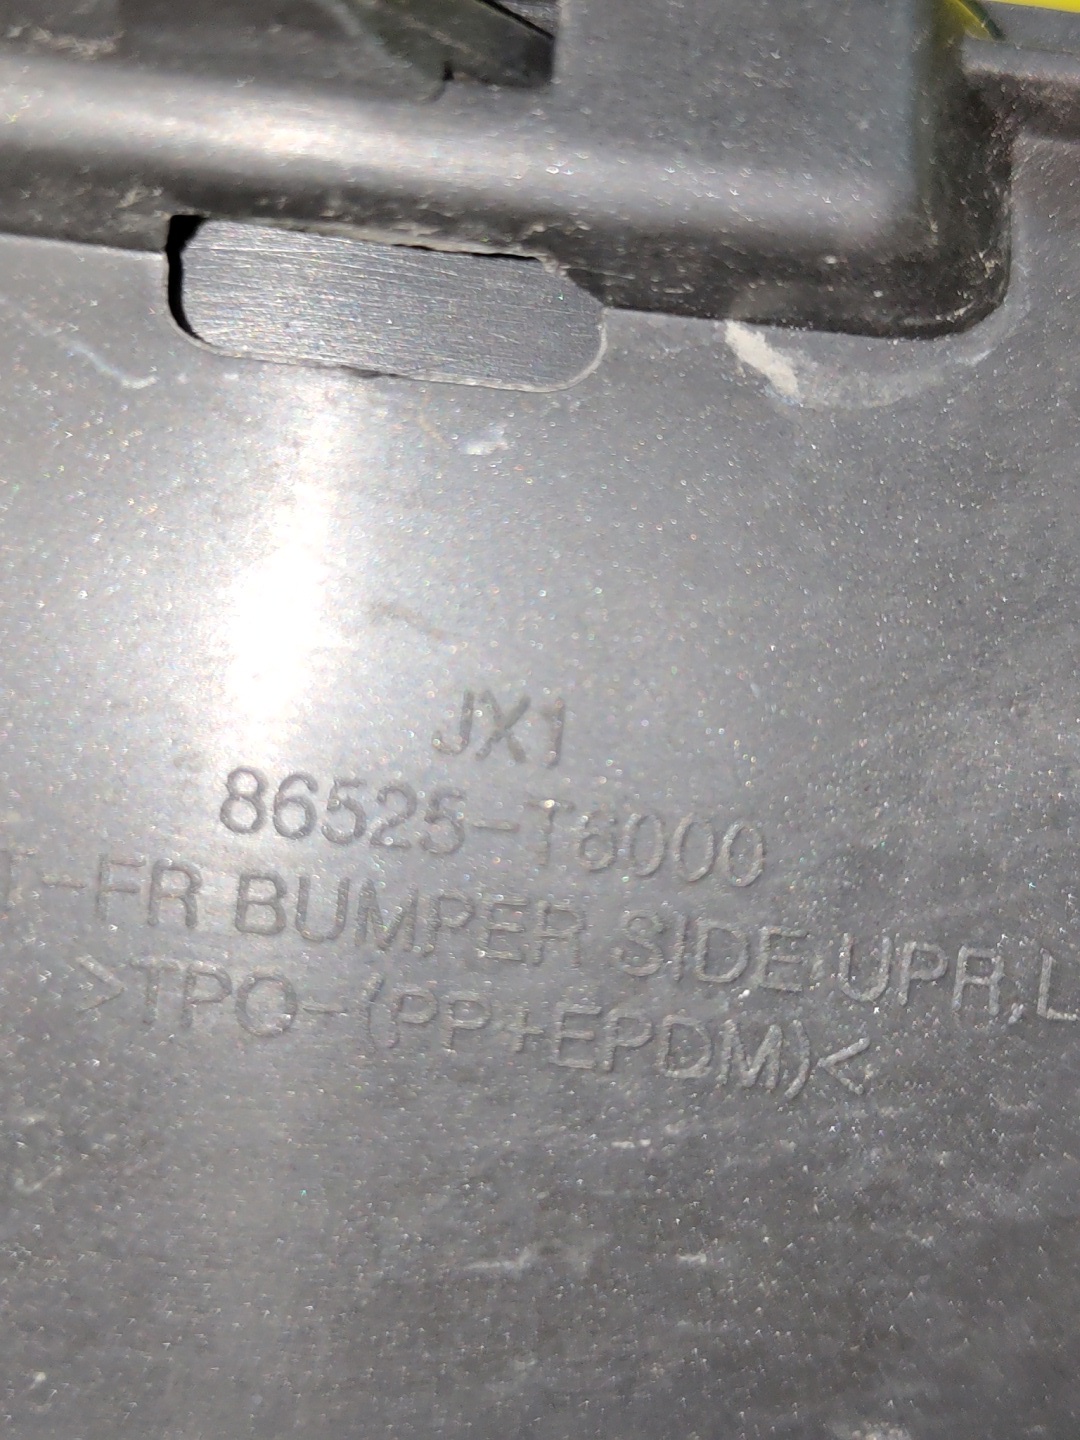 JX1
86525-T6000
T-FR BUMPER SIDE UPR,L
>TPO-(PP+EPDM)<